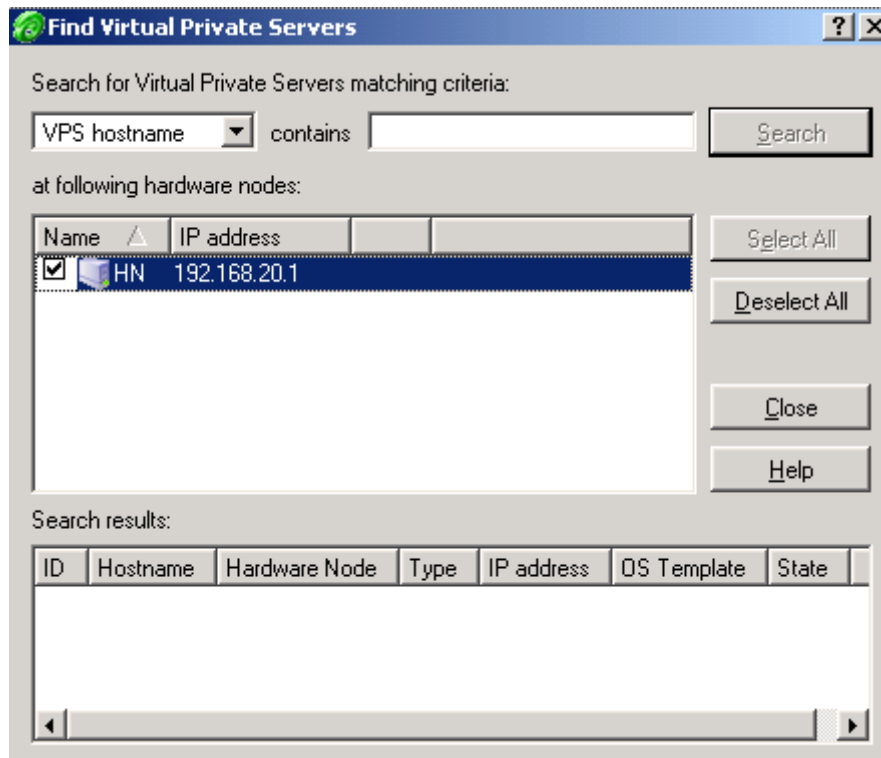 Find Virtual Private Servers
Search for Virtual Private Servers matching criteria:
VPS hostname contains Search
at following hardware nodes:
Name IP address Select All
HN 192.168.20.1
Deselect All
Close
Help
Search results:
ID Hostname Hardware Node Type IP address OS Template State